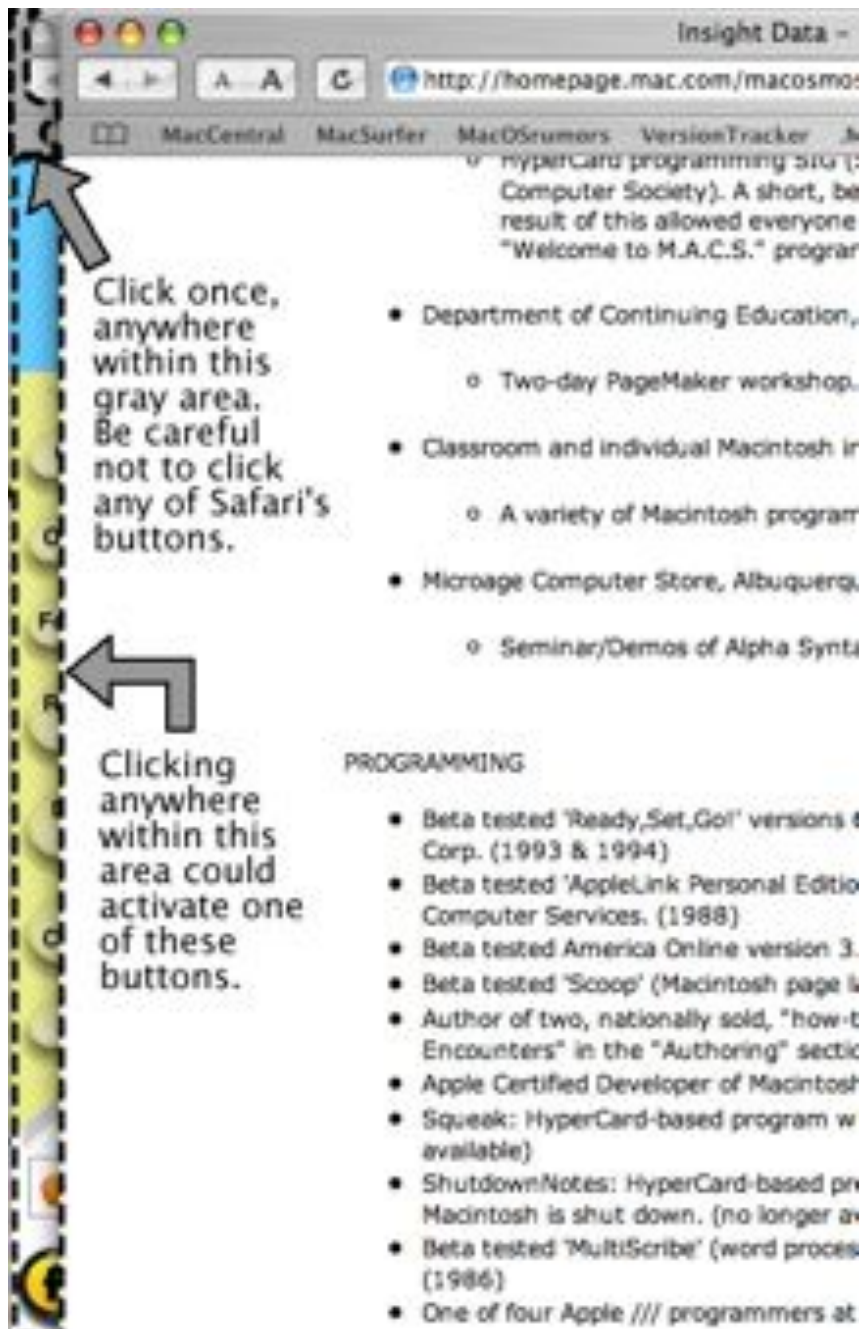 Insight Data –
A A
http://homepage.mac.com/macosmos
MacCentral MacSurfer MacOSrumors VersionTracker
HyperCard programming SIG
Computer Society). A short, be
result of this allowed everyone
"Welcome to M.A.C.S." program
Click once,
anywhere
within this
gray area.
Be careful
not to click
any of Safari's
buttons.
• Department of Continuing Education,
o Two-day PageMaker workshop.
• Classroom and individual Macintosh in
o A variety of Macintosh program
• Microage Computer Store, Albuquerqu
o Seminar/Demos of Alpha Synta
Clicking
anywhere
within this
area could
activate one
of these
buttons.
PROGRAMMING
• Beta tested 'Ready,Set,Go!' versions
Corp. (1993 & 1994)
• Beta tested 'AppleLink Personal Editio
Computer Services. (1988)
• Beta tested America Online version 3.
• Beta tested 'Scoop' (Macintosh page l
• Author of two, nationally sold, "how-t
Encounters" in the "Authoring" sectio
• Apple Certified Developer of Macintosh
• Squeak: HyperCard-based program w
available)
• ShutdownNotes: HyperCard-based pre
Macintosh is shut down. (no longer av
• Beta tested 'MultiScribe' (word proces
(1986)
• One of four Apple /// programmers at